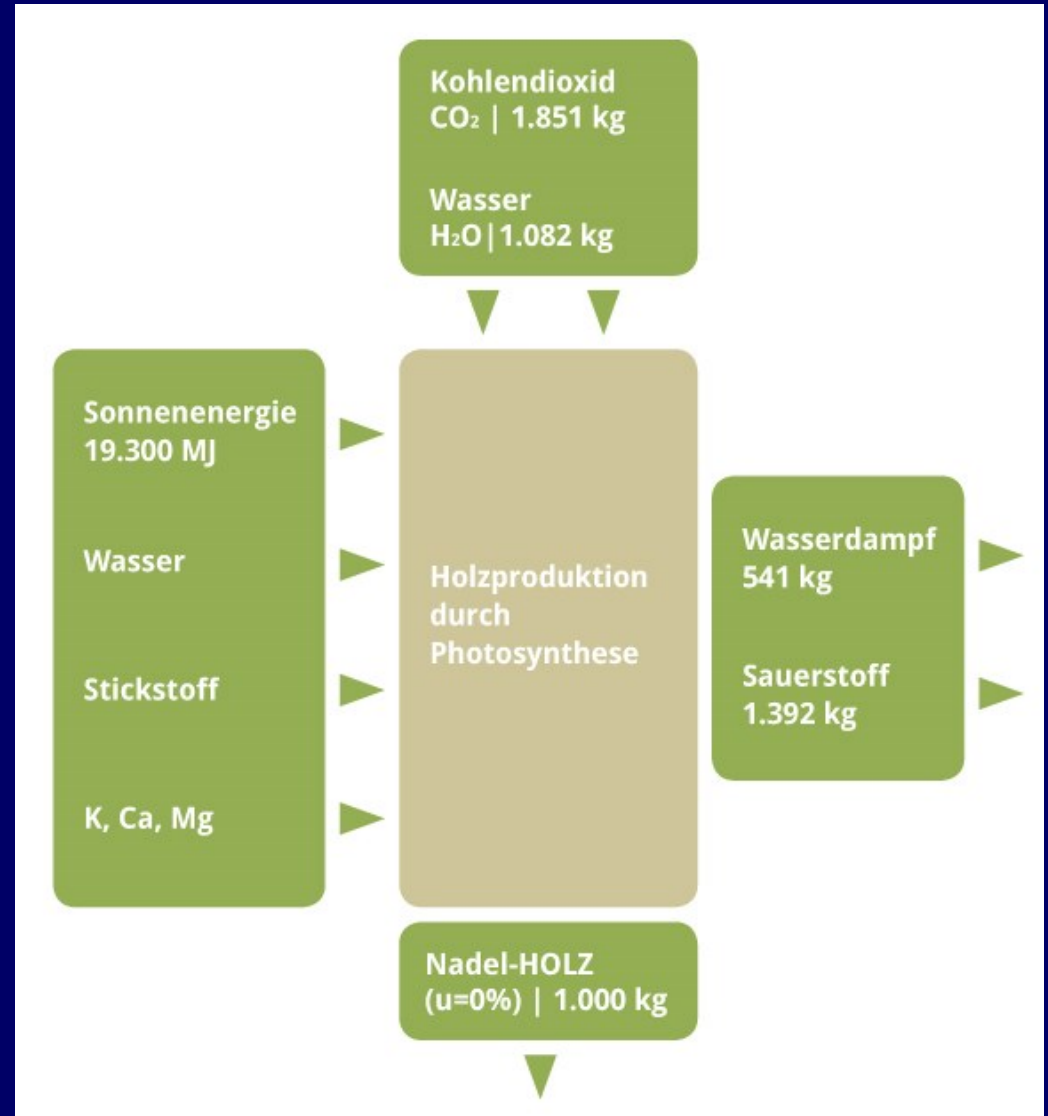 Kohlendioxid
CO₂ | 1.851 kg
Wasser
H₂O|1.082 kg
Sonnenenergie
19.300 MJ
Wasser
Stickstoff
K, Ca, Mg
Holzproduktion
durch
Photosynthese
Wasserdampf
541 kg
Sauerstoff
1.392 kg
Nadel-HOLZ
(u=0%) | 1.000 kg